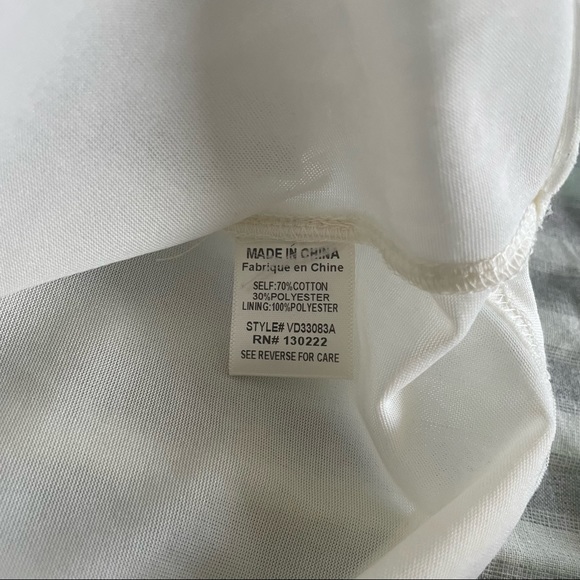 MADE IN CHINA
Fabrique en Chine
SELF:70%COTTON
30%POLYESTER
LINING:100%POLYESTER
STYLE# VD33083A
RN# 130222
SEE REVERSE FOR CARE